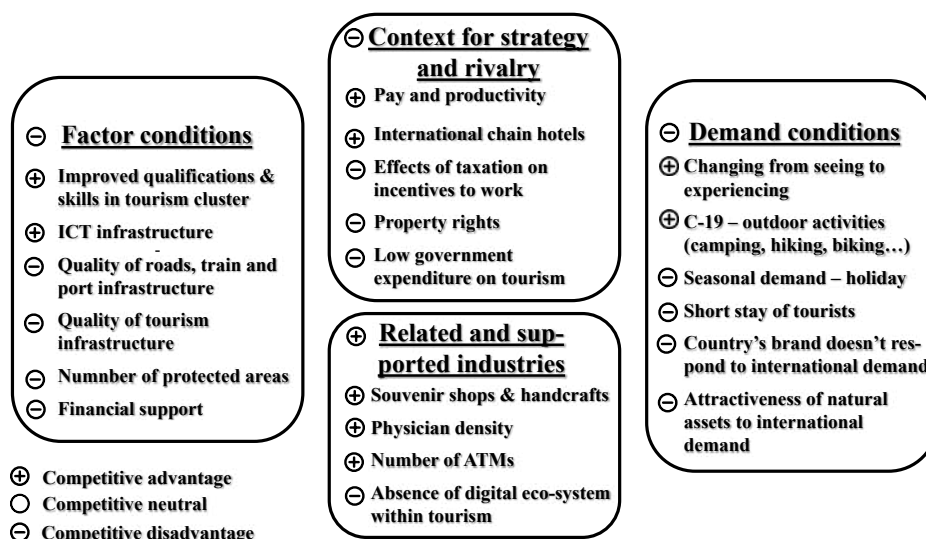 ⊖ Context for strategy
and rivalry
⊕ Pay and productivity
⊕ International chain hotels
⊖ Effects of taxation on
incentives to work
⊖ Property rights
⊖ Low government
expenditure on tourism
⊖ Factor conditions
⊕ Improved qualifications &
skills in tourism cluster
⊕ ICT infrastructure
-
⊖ Quality of roads, train and
port infrastructure
⊖ Quality of tourism
infrastructure
⊖ Numnber of protected areas
⊖ Financial support
⊖ Demand conditions
⊕ Changing from seeing to
experiencing
⊕ C-19 – outdoor activities
(camping, hiking, biking…)
⊖ Seasonal demand – holiday
⊖ Short stay of tourists
⊖ Country’s brand doesn’t res-
pond to international demand
⊖ Attractiveness of natural
assets to international
demand
⊕ Related and sup-
ported industries
⊕ Souvenir shops & handcrafts
⊕ Physician density
⊕ Number of ATMs
⊖ Absence of digital eco-system
within tourism
⊕ Competitive advantage
○ Competitive neutral
⊖ Competitive disadvantage